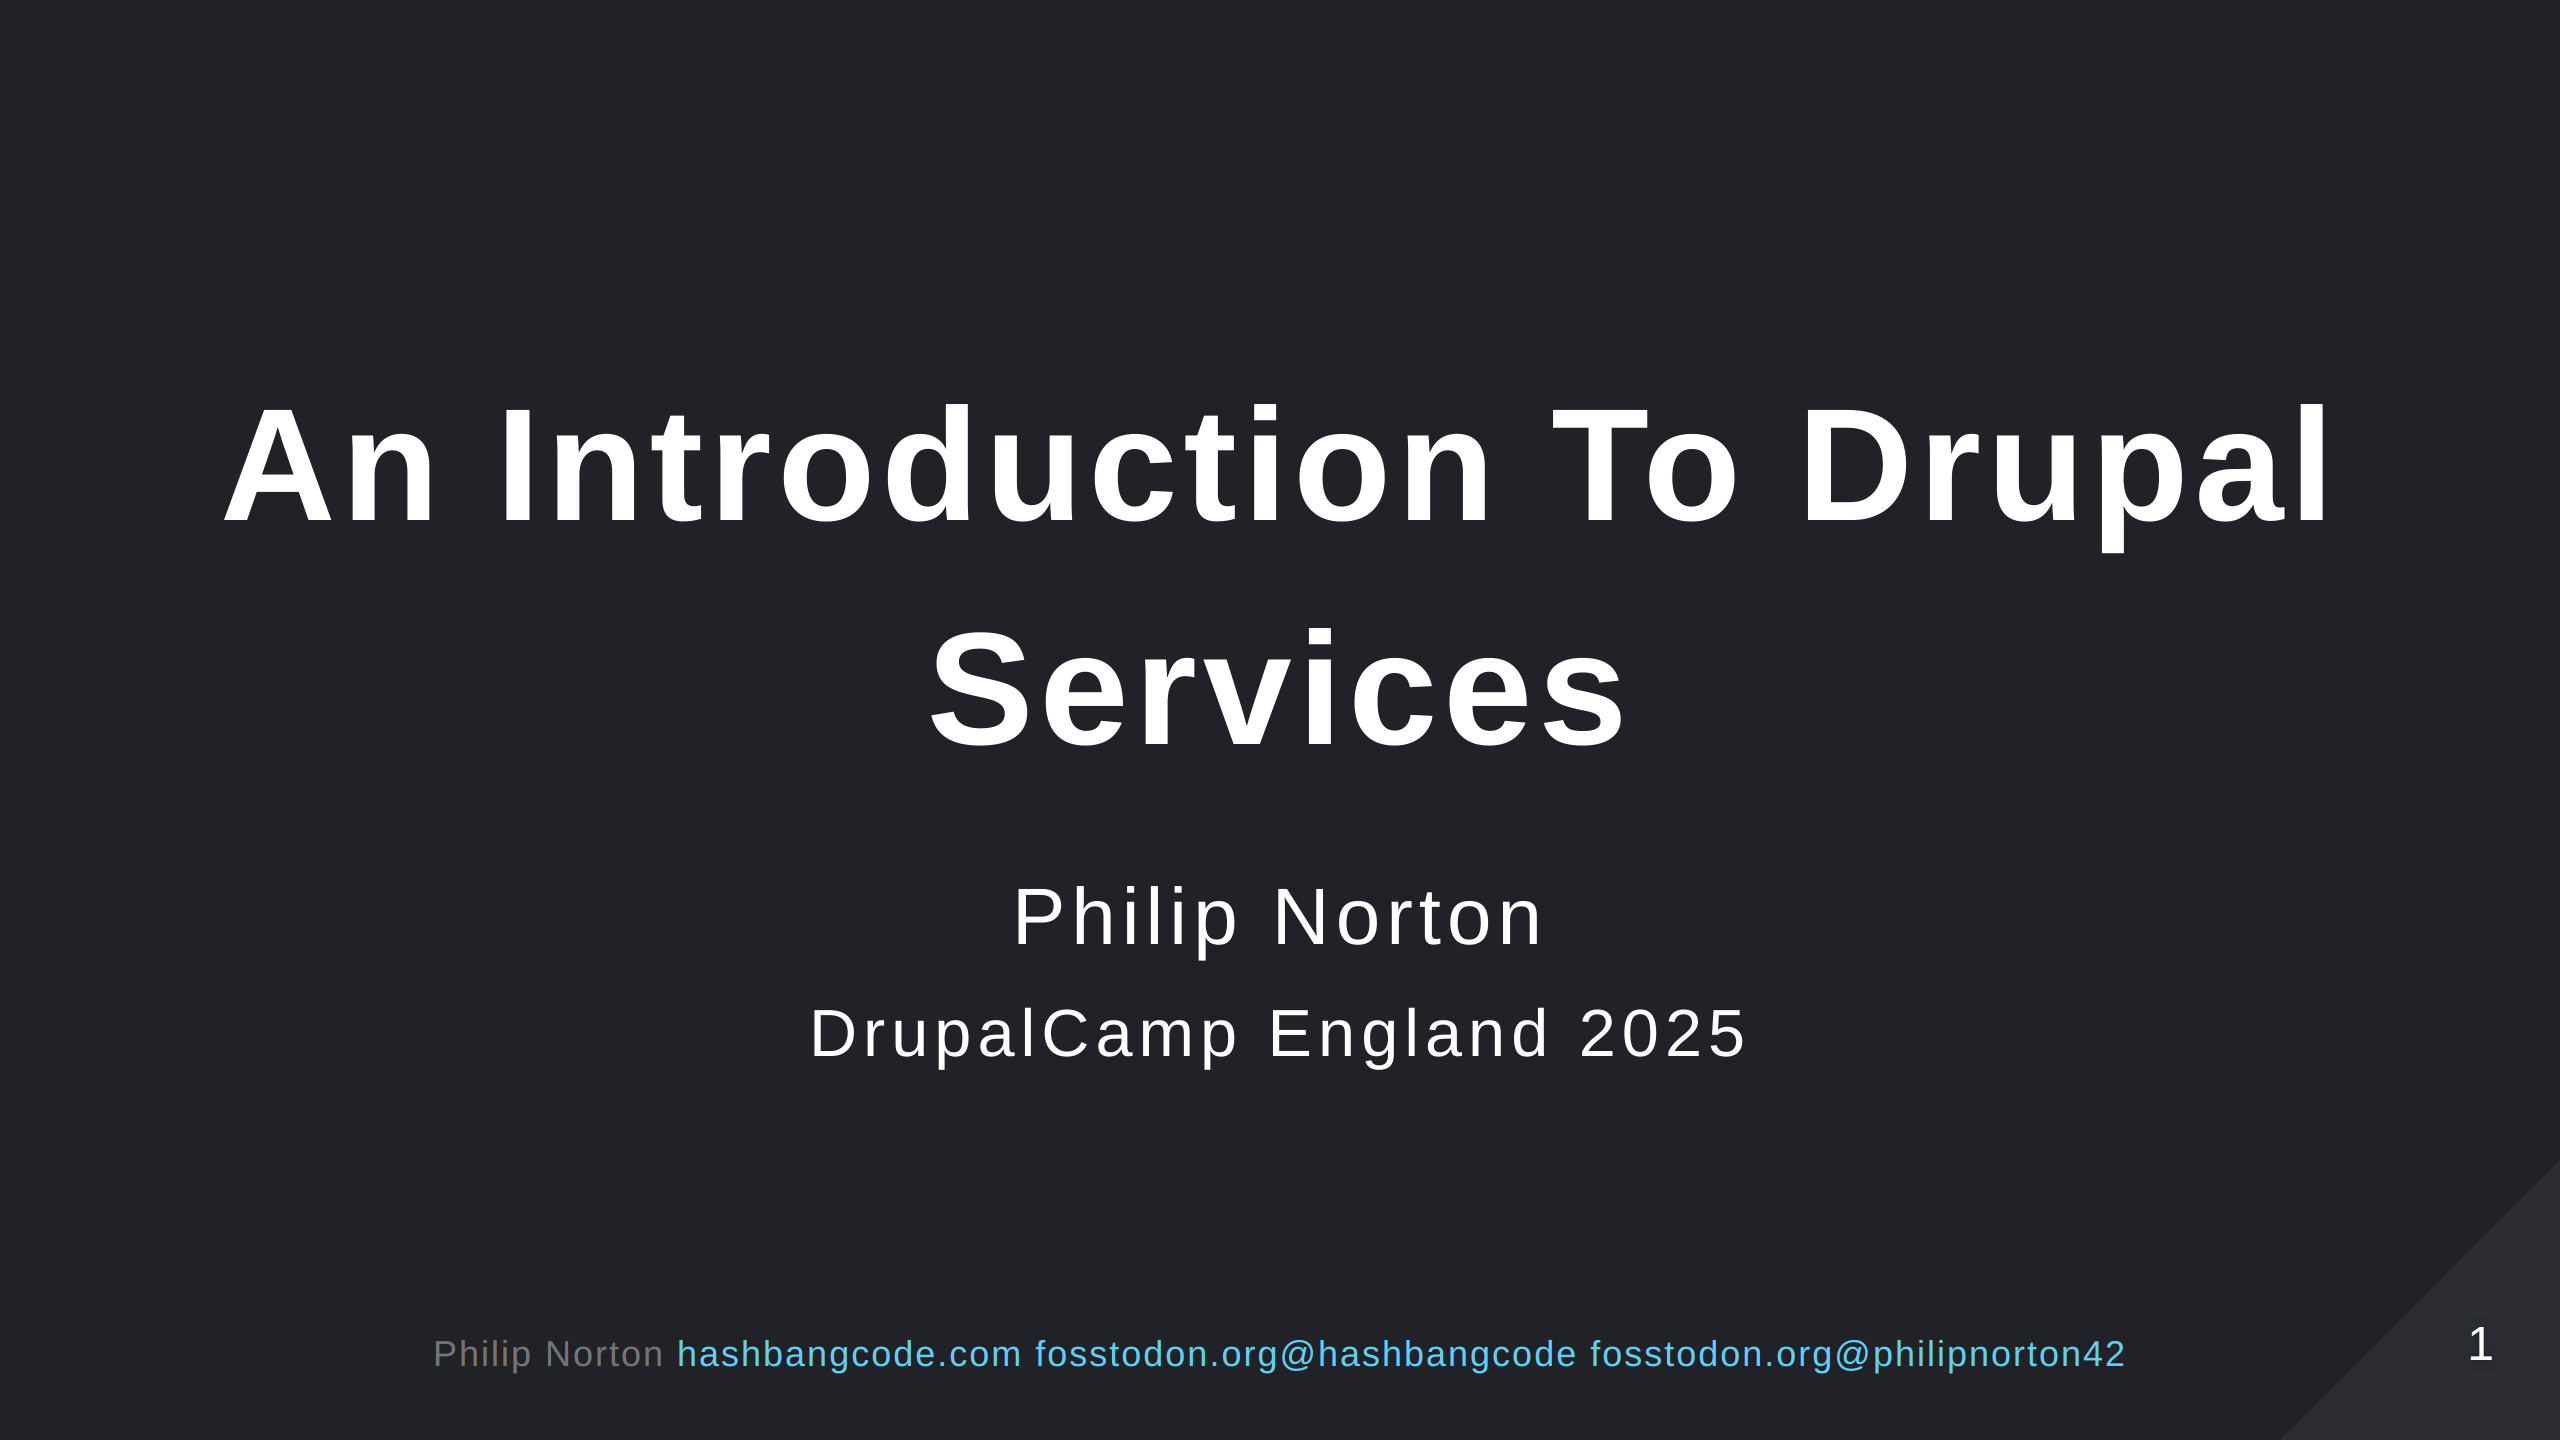 An Introduction To Drupal
Services
Philip Norton
DrupalCamp England 2025
Philip Norton hashbangcode.com fosstodon.org@hashbangcode fosstodon.org@philipnorton42
1